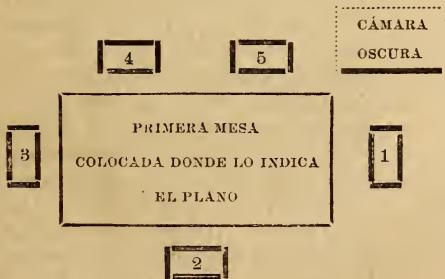 CÁMARA
OSCURA
4
5
3
PRIMERA MESA
COLOCADA DONDE LO INDICA
EL PLANO
1
2